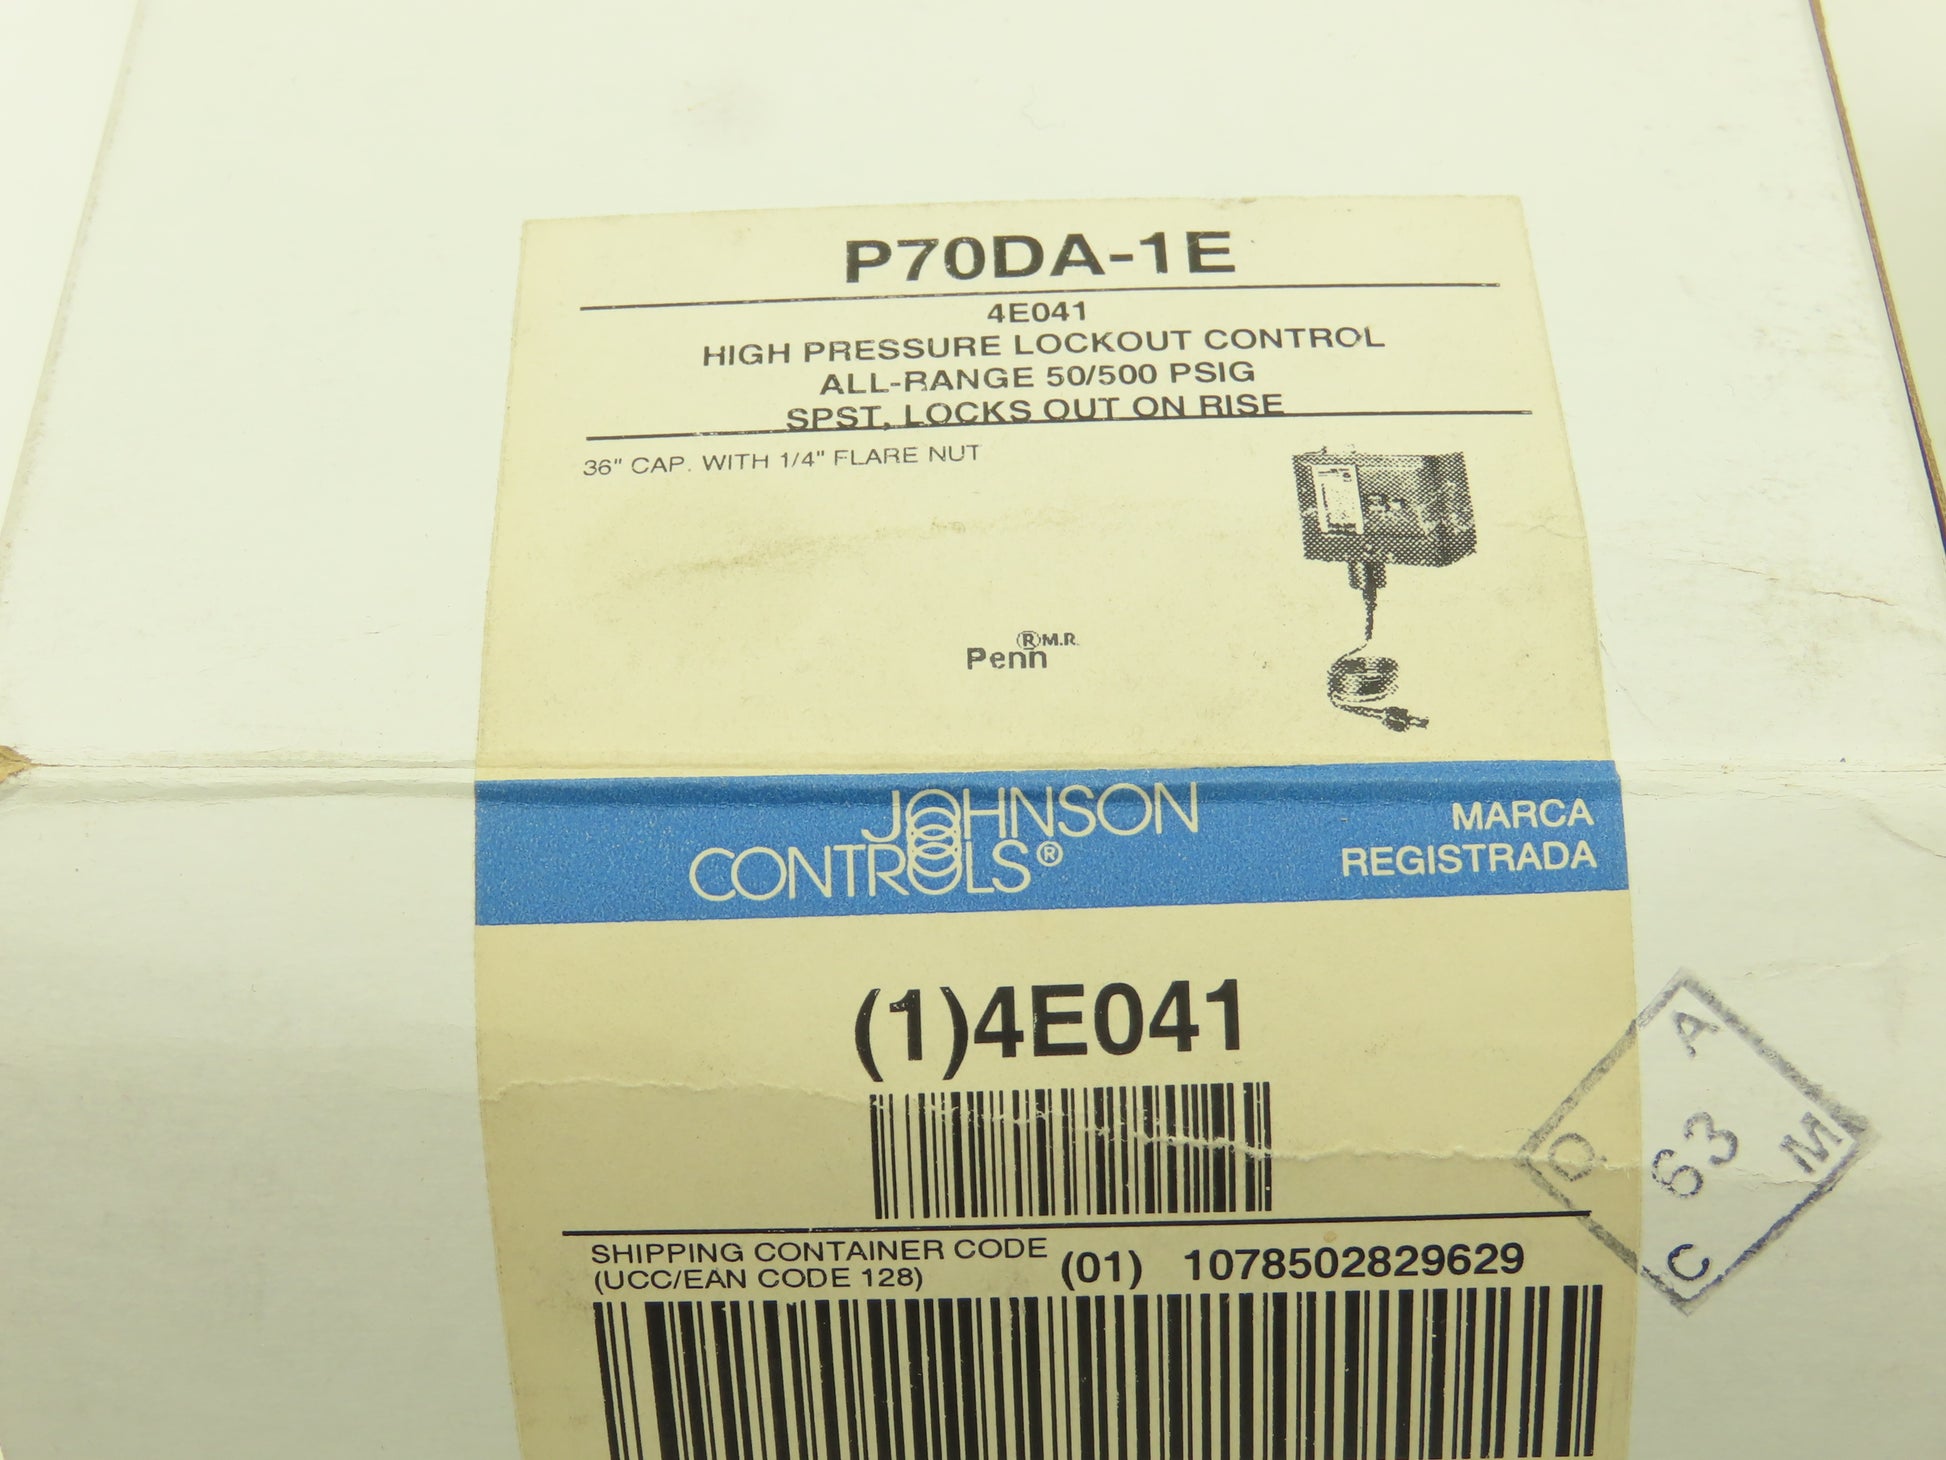 P70DA-1E
4E041
HIGH PRESSURE LOCKOUT CONTROL
ALL-RANGE 50/500 PSIG
SPST, LOCKS OUT ON RISE
36" CAP. WITH 1/4" FLARE NUT
Penn ® M.R.
JOHNSON
CONTROLS®
MARCA
REGISTRADA
(1)4E041
SHIPPING CONTAINER CODE
(UCC/EAN CODE 128)
(01) 1078502829629
A
Q 63 M
C